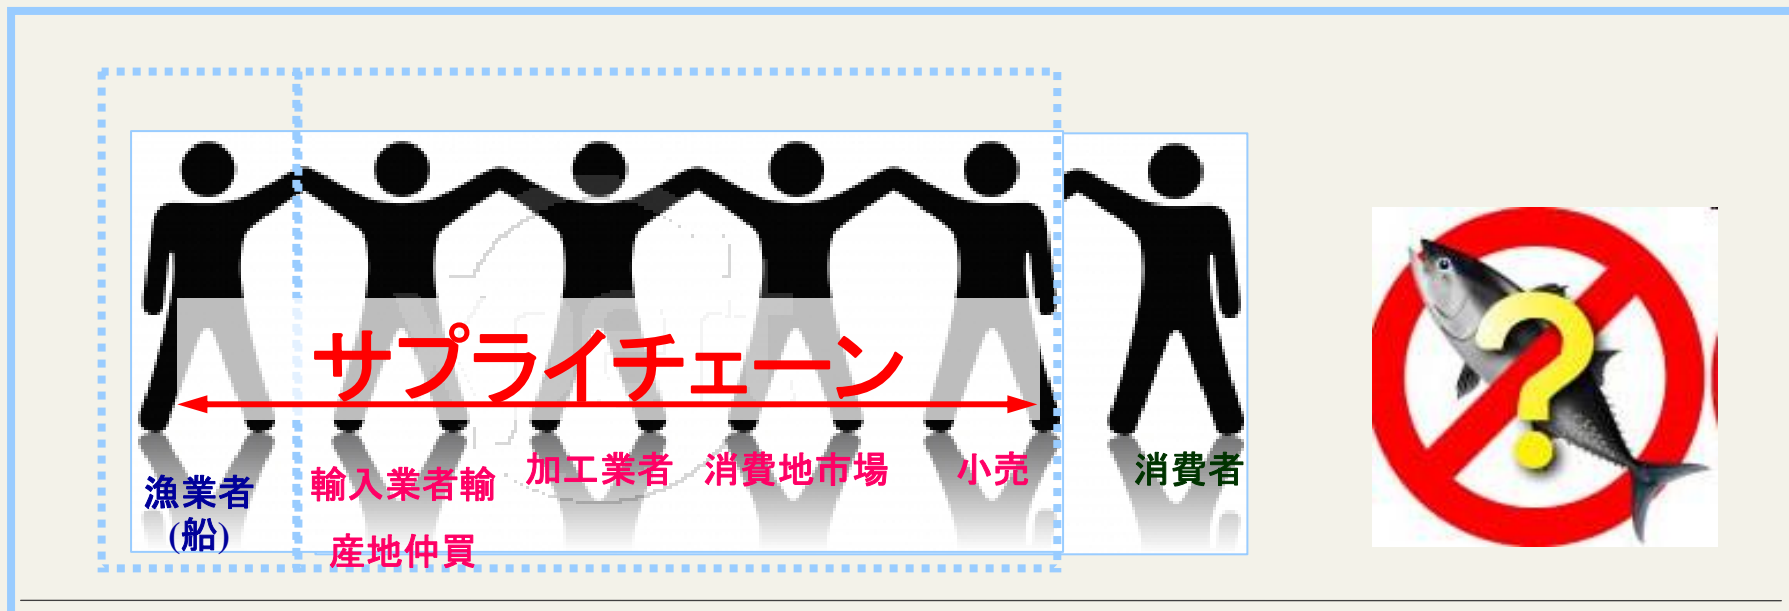 サプライチェーン
漁業者
(船)
輸入業者輸
産地仲買
加工業者
消費地市場
小売
消費者
?